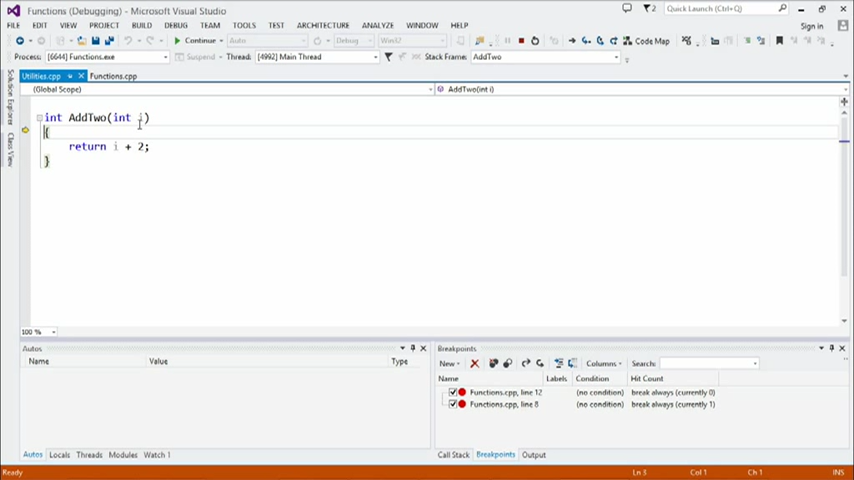 Functions (Debugging) - Microsoft Visual Studio
2
Quick Launch (Ctrl+Q)
FILE EDIT VIEW PROJECT BUILD DEBUG TEAM TOOLS TEST ARCHITECTURE ANALYZE WINDOW HELP
Sign in
Continue Auto Debug Win32 Code Map
Process: [6644] Functions.exe Suspend Thread: [4992] Main Thread Stack Frame: AddTwo
Utilities.cpp Functions.cpp
(Global Scope) AddTwo(int i)
Solution Explorer
Class View
int AddTwo(int i)
{
return i + 2;
}
100 %
Autos
Name Value Type
Breakpoints
New Columns Search:
Name Labels Condition Hit Count
Functions.cpp, line 12 (no condition) break always (currently 0)
Functions.cpp, line 8 (no condition) break always (currently 1)
Autos Locals Threads Modules Watch 1
Call Stack Breakpoints Output
Ready Ln 3 Col 1 Ch 1 INS